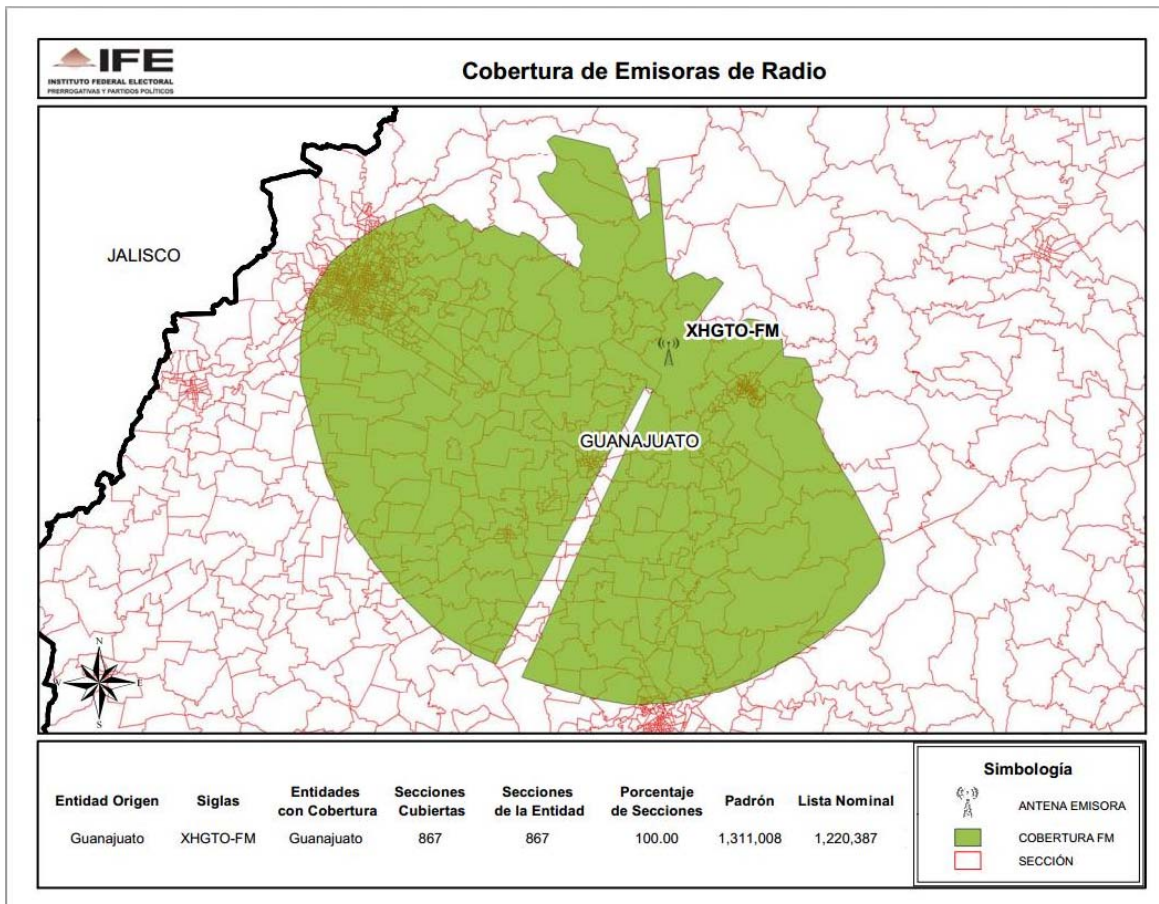 IFE
INSTITUTO FEDERAL ELECTORAL
PRERROGATIVAS Y PARTIDOS POLÍTICOS
Cobertura de Emisoras de Radio
JALISCO
XHGTO-FM
GUANAJUATO
N
W E
S
Entidad Origen Siglas Entidades con Cobertura Secciones Cubiertas Secciones de la Entidad Porcentaje de Secciones Padrón Lista Nominal
Guanajuato XHGTO-FM Guanajuato 867 867 100.00 1,311,008 1,220,387
Simbología
ANTENA EMISORA
COBERTURA FM
SECCIÓN